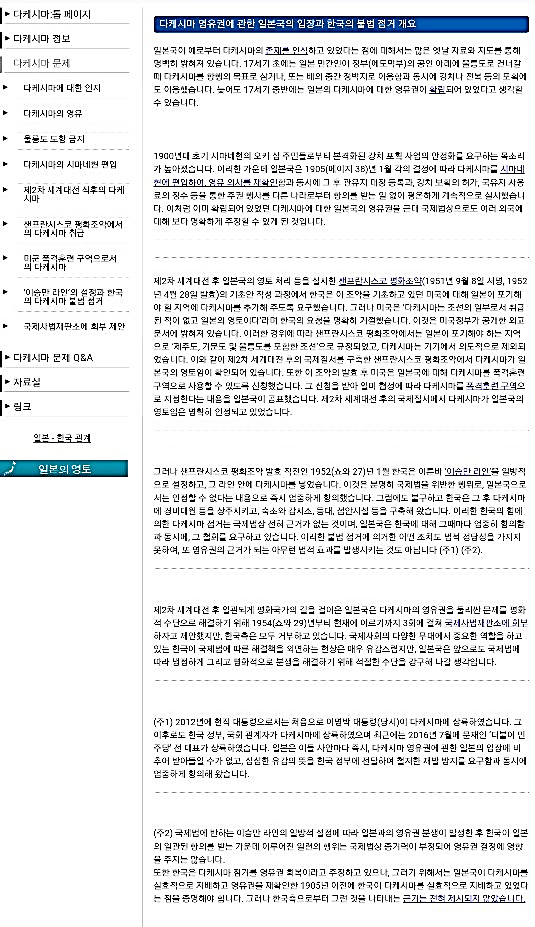 다케시마:톱 페이지
다케시마 정보
다케시마 문제
다케시마에 대한 인지
다케시마의 영유
울릉도 도항 금지
다케시마의 시마네현 편입
제2차 세계대전 직후의 다케
시마
샌프란시스코 평화조약에서
의 다케시마 취급
미군 폭격훈련 구역으로서
의 다케시마
'이승만 라인'의 설정과 한국
의 다케시마 불법 점거
국제사법재판소에 회부 제안
다케시마 문제 Q&A
자료실
링크
일본 - 한국 관계
일본의 영토
다케시마 영유권에 관한 일본국의 입장과 한국의 불법 점거 개요
일본국이 예로부터 다케시마의 존재를 인식하고 있었다는 점에 대해서는 많은 옛날 자료와 지도를 통해
명백히 밝혀져 있습니다. 17세기 초에는 일본 민간인이 정부(에도막부)의 공인 아래에 울릉도로 건너갈
때 다케시마를 항행의 목표로 삼거나, 또는 배의 중간 정박지로 이용함과 동시에 강치나 전복 등의 포획에
도 이용했습니다. 늦어도 17세기 중반에는 일본의 다케시마에 대한 영유권이 확립되어 있었다고 생각할
수 있습니다.
1900년대 초기 시마네현의 오키 섬 주민들로부터 본격화된 강치 포획 사업의 안정화를 요구하는 목소리
가 높아졌습니다. 이러한 가운데 일본국은 1905(메이지 38)년 1월 각의 결정에 따라 다케시마를 시마네
현에 편입하여, 영유 의사를 재확인함과 동시에 그 후 관유지 대장 등록과, 강치 포획의 허가, 국유지 사용
료의 징수 등을 통한 주권 행사를 다른 나라로부터 항의를 받는 일 없이 평온하게 계속적으로 실시했습니
다. 이처럼 이미 확립되어 있었던 다케시마에 대한 일본국의 영유권을 근대 국제법상으로도 여러 외국에
대해 보다 명확하게 주장할 수 있게 된 것입니다.
제2차 세계대전 후 일본국의 영토 처리 등을 실시한 샌프란시스코 평화조약(1951년 9월 8일 서명, 1952
년 4월 28일 발효)의 기초안 작성 과정에서 한국은 이 조약을 기초하고 있던 미국에 대해 일본이 포기해
야 할 지역에 다케시마를 추가해 주도록 요구했습니다. 그러나 미국은 '다케시마는 조선의 일부로서 취급
된 적이 없고 일본의 영토이다'라며 한국의 요청을 명확히 거절했습니다. 이것은 미국정부가 공개한 외교
문서에 밝혀져 있습니다. 이러한 경위에 따라 샌프란시스코 평화조약에서는 일본이 포기해야 하는 지역
으로 '제주도, 거문도 및 울릉도를 포함한 조선'으로 규정되었고, 다케시마는 거기에서 의도적으로 제외되
었습니다. 이와 같이 제2차 세계대전 후의 국제질서를 구축한 샌프란시스코 평화조약에서 다케시마가 일
본국의 영토임이 확인되어 있습니다. 또한 이 조약의 발효 후 미국은 일본국에 대해 다케시마를 폭격훈련
구역으로 사용할 수 있도록 신청했습니다. 그 신청을 받아 일미 협정에 따라 다케시마를 폭격훈련 구역으
로 지정한다는 내용을 일본국이 공표했습니다. 제2차 세계대전 후의 국제질서에서 다케시마가 일본국의
영토임은 명확히 인정되고 있었습니다.
그러나 샌프란시스코 평화조약 발효 직전인 1952(쇼와 27)년 1월 한국은 이른바 '이승만 라인'을 일방적
으로 설정하고, 그 라인 안에 다케시마를 넣었습니다. 이것은 분명히 국제법을 위반한 행위로, 일본국으로
서는 인정할 수 없다는 내용으로 즉시 엄중하게 항의했습니다. 그럼에도 불구하고 한국은 그 후 다케시마
에 경비대원 등을 상주시키고, 숙소와 감시소, 등대, 접안시설 등을 구축해 왔습니다. 이러한 한국의 힘에
의한 다케시마 점거는 국제법상 전혀 근거가 없는 것이며, 일본국은 한국에 대해 그때마다 엄중히 항의함
과 동시에, 그 철회를 요구하고 있습니다. 이러한 불법 점거에 의거한 어떤 조치도 법적 정당성을 가지지
못하며, 또 영유권의 근거가 되는 아무런 법적 효과를 발생시키는 것도 아닙니다 (주1) (주2).
제2차 세계대전 후 일관되게 평화국가의 길을 걸어온 일본국은 다케시마의 영유권을 둘러싼 문제를 평화
적 수단으로 해결하기 위해 1954(쇼와 29)년부터 현재에 이르기까지 3회에 걸쳐 국제사법재판소에 회부
하자고 제안했지만, 한국측은 모두 거부하고 있습니다. 국제사회의 다양한 무대에서 중요한 역할을 하고
있는 한국이 국제법에 따른 해결책을 외면하는 현상은 매우 유감스럽지만, 일본국은 앞으로도 국제법에
따라 냉정하게 그리고 평화적으로 분쟁을 해결하기 위해 적절한 수단을 강구해 나갈 생각입니다.
(주1) 2012년에 현직 대통령으로서는 처음으로 이명박 대통령(당시)이 다케시마에 상륙하였습니다. 그
이후로도 한국 정부, 국회 관계자가 다케시마에 상륙하였으며 최근에는 2016년 7월에 문재인 '더불어 민
주당' 전 대표가 상륙하였습니다. 일본은 이들 사안마다 즉시, 다케시마 영유권에 관한 일본의 입장에 비
추어 받아들일 수가 없고, 심심한 유감의 뜻을 한국 정부에 전달하며 철저한 재발 방지를 요구함과 동시에
엄중하게 항의해 왔습니다.
(주2) 국제법에 반하는 이승만 라인의 일방적 설정에 따라 일본과의 영유권 분쟁이 발생한 후 한국이 일본
의 일관된 항의를 받는 가운데 이루어진 일련의 행위는 국제법상 증거력이 부정되어 영유권 결정에 영향
을 주지는 않습니다.
또한 한국은 다케시마 점거를 영유권 회복이라고 주장하고 있으나, 그러기 위해서는 일본국이 다케시마를
실효적으로 지배하고 영유권을 재확인한 1905년 이전에 한국이 다케시마를 실효적으로 지배하고 있었다
는 점을 증명해야 합니다. 그러나 한국측으로부터 그런 것을 나타내는 근거는 전혀 제시되지 않았습니다.